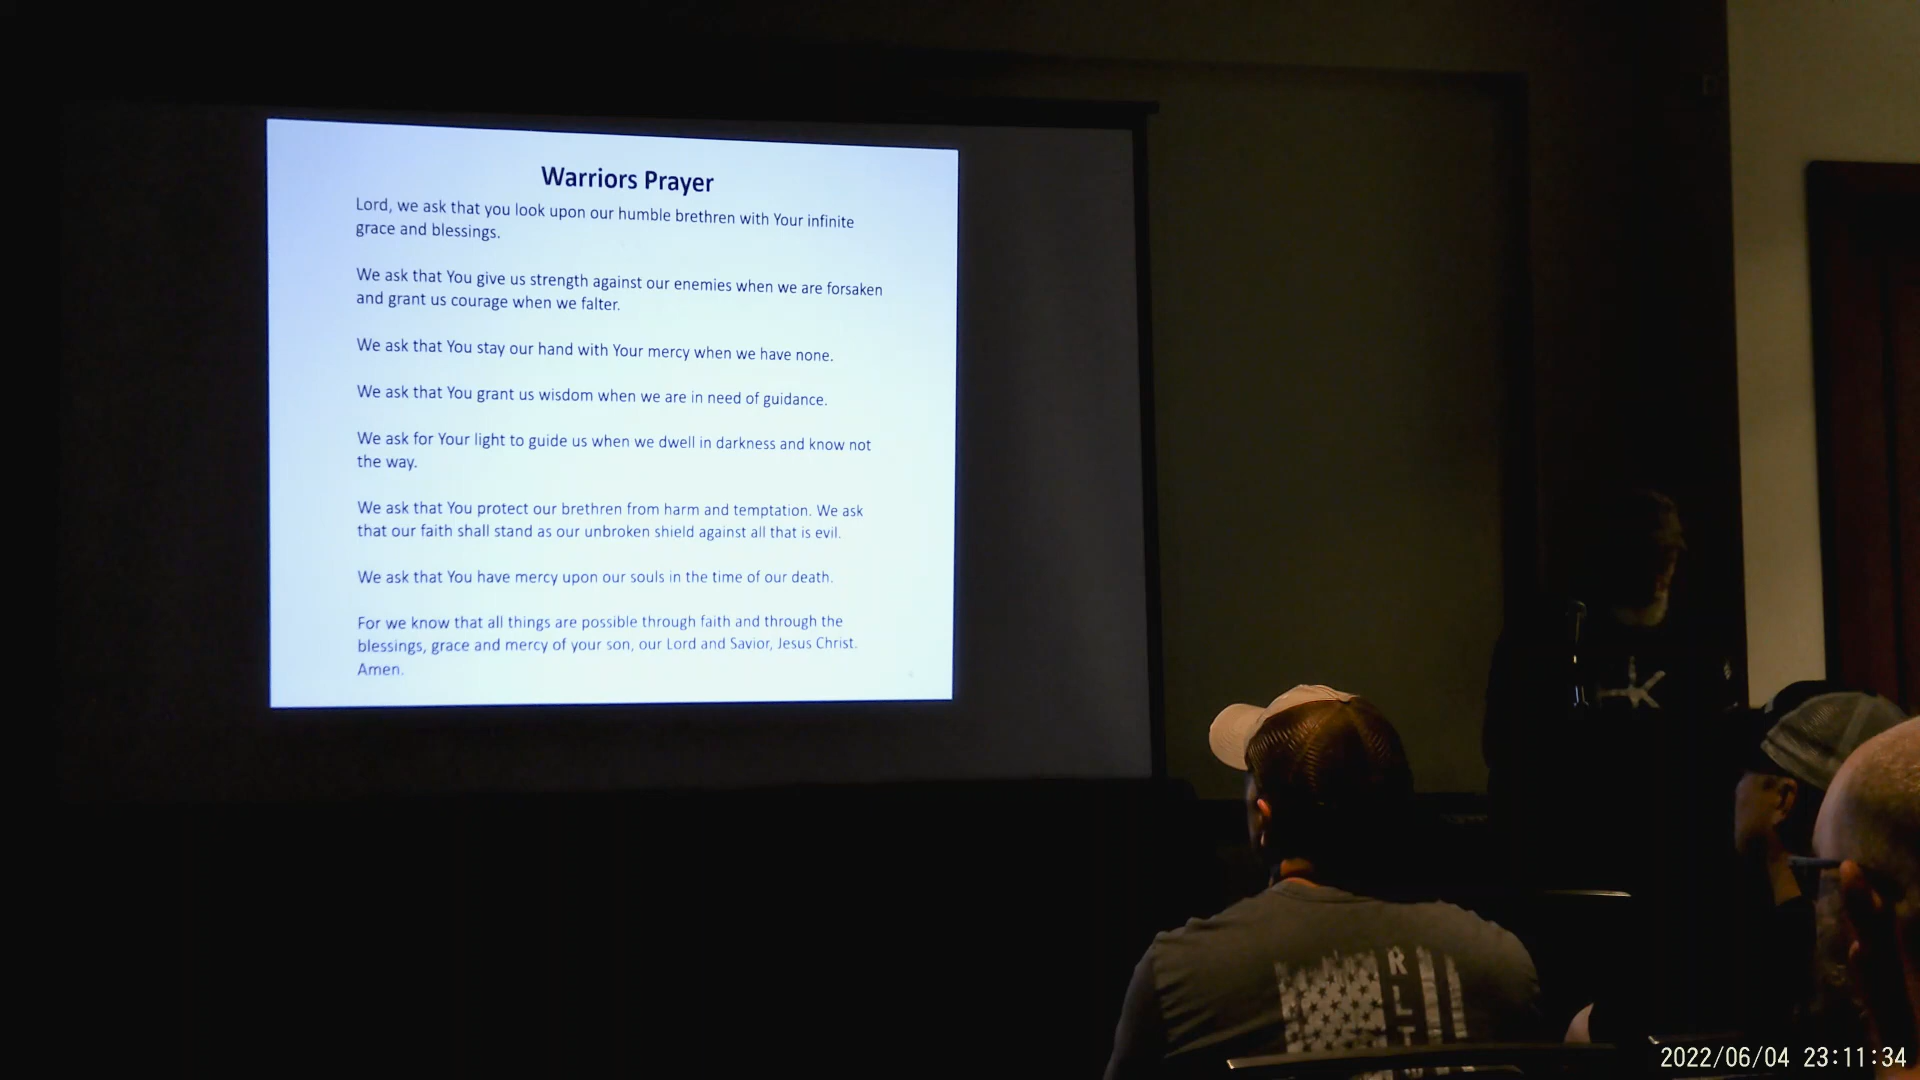 Warriors Prayer
Lord, we ask that you look upon our humble brethren with Your infinite
grace and blessings.
We ask that You give us strength against our enemies when we are forsaken
and grant us courage when we falter.
We ask that You stay our hand with Your mercy when we have none.
We ask that You grant us wisdom when we are in need of guidance.
We ask for Your light to guide us when we dwell in darkness and know not
the way.
We ask that You protect our brethren from harm and temptation. We ask
that our faith shall stand as our unbroken shield against all that is evil.
We ask that You have mercy upon our souls in the time of our death.
For we know that all things are possible through faith and through the
blessings, grace and mercy of your son, our Lord and Savior, Jesus Christ.
Amen.
R
L
T
2022/06/04 23:11:34